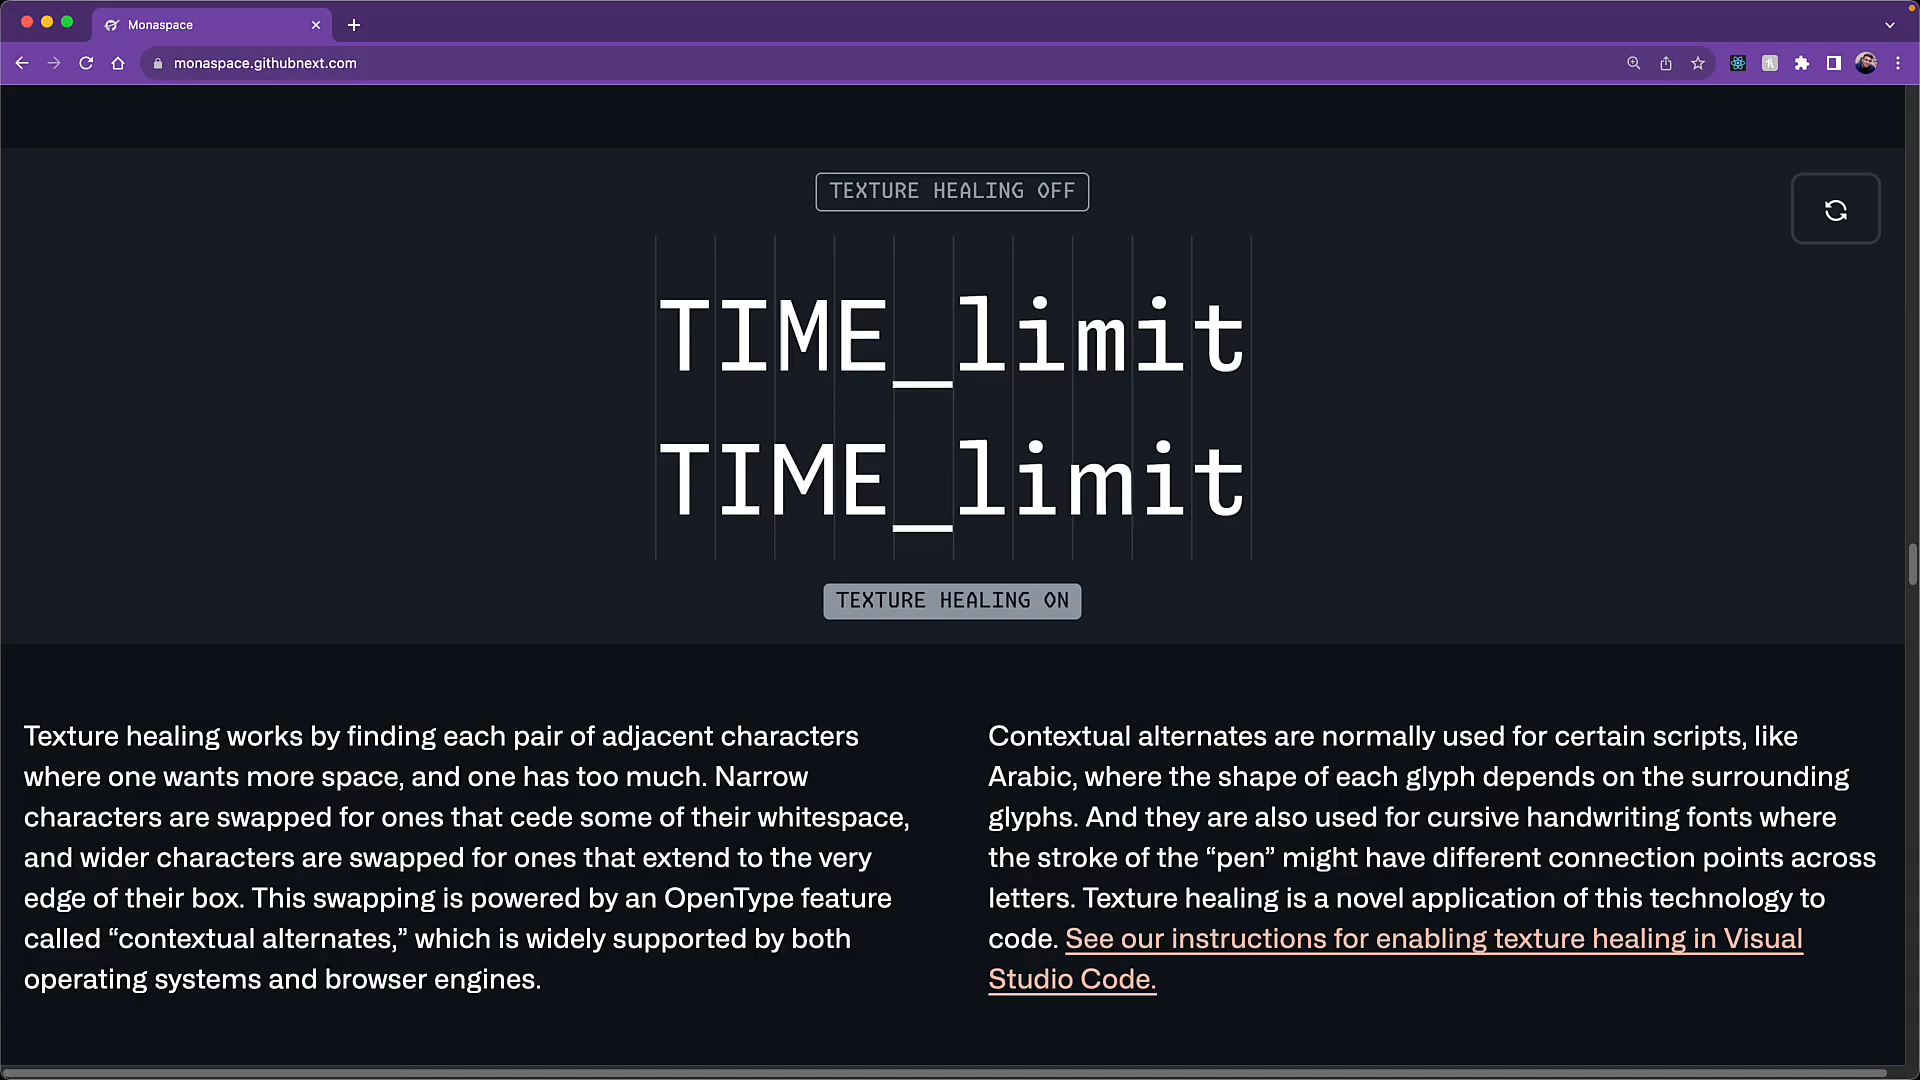 Monaspace
monaspace.githubnext.com
TEXTURE HEALING OFF
TIME_limit
TIME_limit
TEXTURE HEALING ON
Texture healing works by finding each pair of adjacent characters
where one wants more space, and one has too much. Narrow
characters are swapped for ones that cede some of their whitespace,
and wider characters are swapped for ones that extend to the very
edge of their box. This swapping is powered by an OpenType feature
called “contextual alternates,” which is widely supported by both
operating systems and browser engines.
Contextual alternates are normally used for certain scripts, like
Arabic, where the shape of each glyph depends on the surrounding
glyphs. And they are also used for cursive handwriting fonts where
the stroke of the “pen” might have different connection points across
letters. Texture healing is a novel application of this technology to
code. See our instructions for enabling texture healing in Visual
Studio Code.